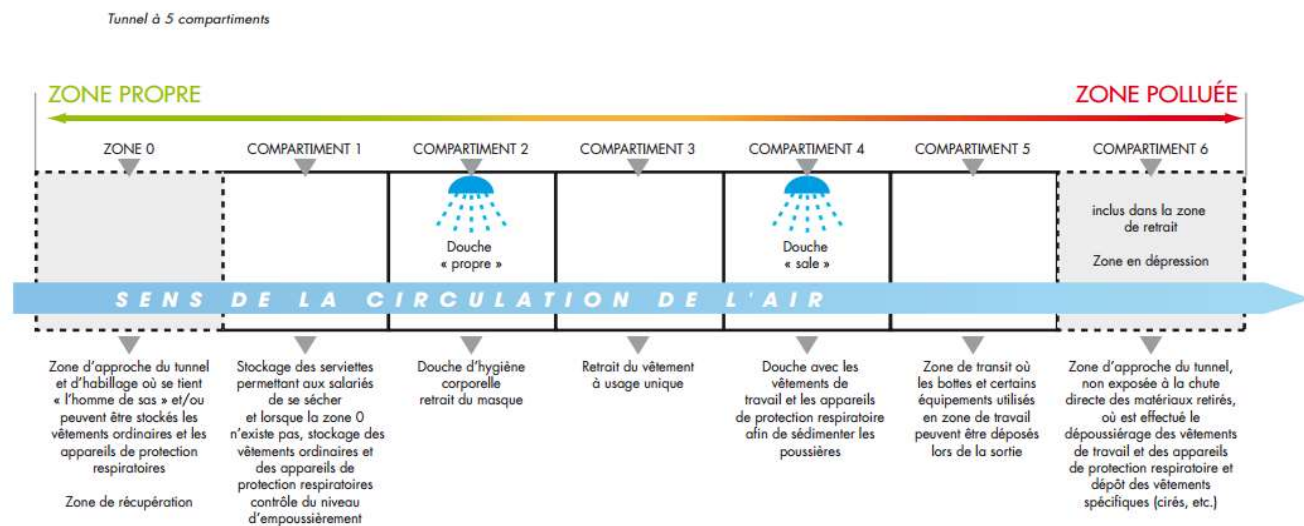 Tunnel à 5 compartiments
ZONE PROPRE
ZONE POLLUÉE
ZONE 0
COMPARTIMENT 1
COMPARTIMENT 2
COMPARTIMENT 3
COMPARTIMENT 4
COMPARTIMENT 5
COMPARTIMENT 6
Douche
« propre »
Douche
« sale »
inclus dans la zone
de retrait
Zone en dépression
SENS DE LA CIRCULATION DE L'AIR
Zone d'approche du tunnel
et d'habillage où se tient
« l'homme de sas » et/ou
peuvent être stockés les
vêtements ordinaires et les
appareils de protection
respiratoires
Zone de récupération
Stockage des serviettes
permettant aux salariés
de se sécher
et lorsque la zone 0
n'existe pas, stockage des
vêtements ordinaires et
des appareils de
protection respiratoires
contrôle du niveau
d'empoussièrement
Douche d'hygiène
corporelle
retrait du masque
Retrait du vêtement
à usage unique
Douche avec les
vêtements de
travail et les appareils
de protection respiratoire
afin de sédimenter les
poussières
Zone de transit où
les bottes et certains
équipements utilisés
en zone de travail
peuvent être déposés
lors de la sortie
Zone d'approche du tunnel,
non exposée à la chute
directe des matériaux retirés,
où est effectué le
dépoussiérage des vêtements
de travail et des appareils
de protection respiratoire et
dépôt des vêtements
spécifiques (cirés, etc.)